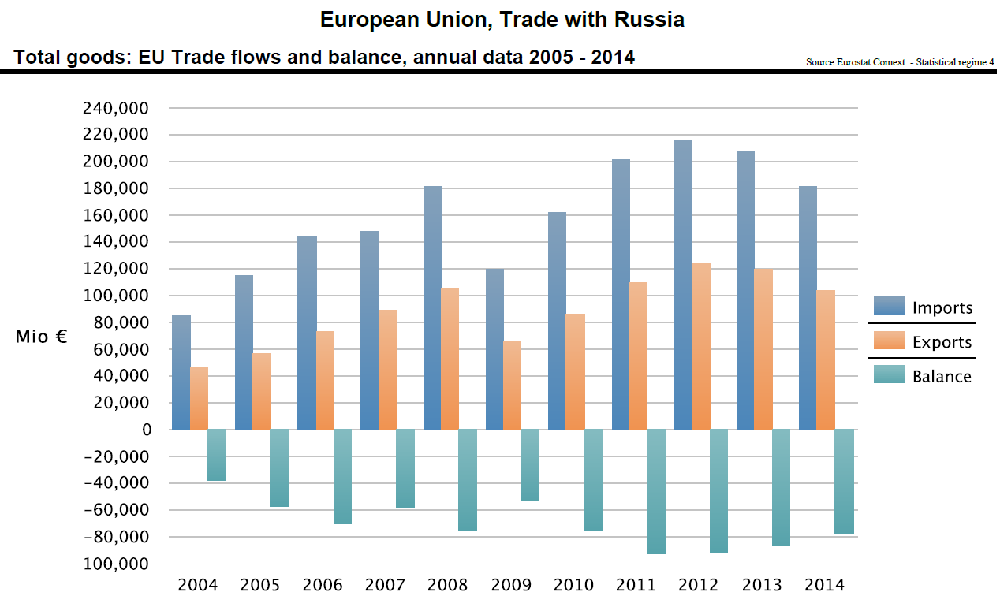 European Union, Trade with Russia
Total goods: EU Trade flows and balance, annual data 2005 - 2014
Source Eurostat Comext - Statistical regime 4
240,000
220,000
200,000
180,000
160,000
140,000
120,000
100,000
80,000
60,000
40,000
20,000
0
−20,000
−40,000
−60,000
−80,000
100,000
Mio €
2004 2005 2006 2007 2008 2009 2010 2011 2012 2013 2014
Imports
Exports
Balance